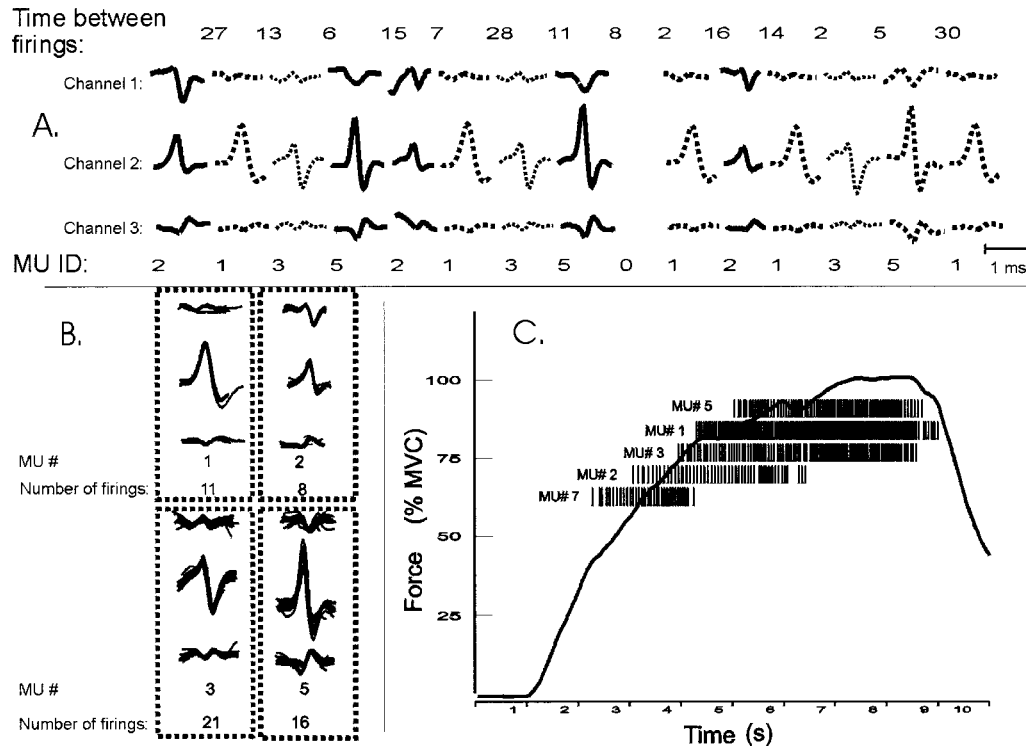 Time between
firings:
27 13 6 15 7 28 11 8 2 16 14 2 5 30
Channel 1:
A.
Channel 2:
Channel 3:
1 ms
MU ID: 2 1 3 5 2 1 3 5 0 1 2 1 3 5 1
B.
MU # 1 2
Number of firings: 11 8
MU # 3 5
Number of firings: 21 16
C.
Force (% MVC)
100
75
50
25
MU# 5
MU# 1
MU# 3
MU# 2
MU# 7
1 2 3 4 5 6 7 8 9 10
Time (s)